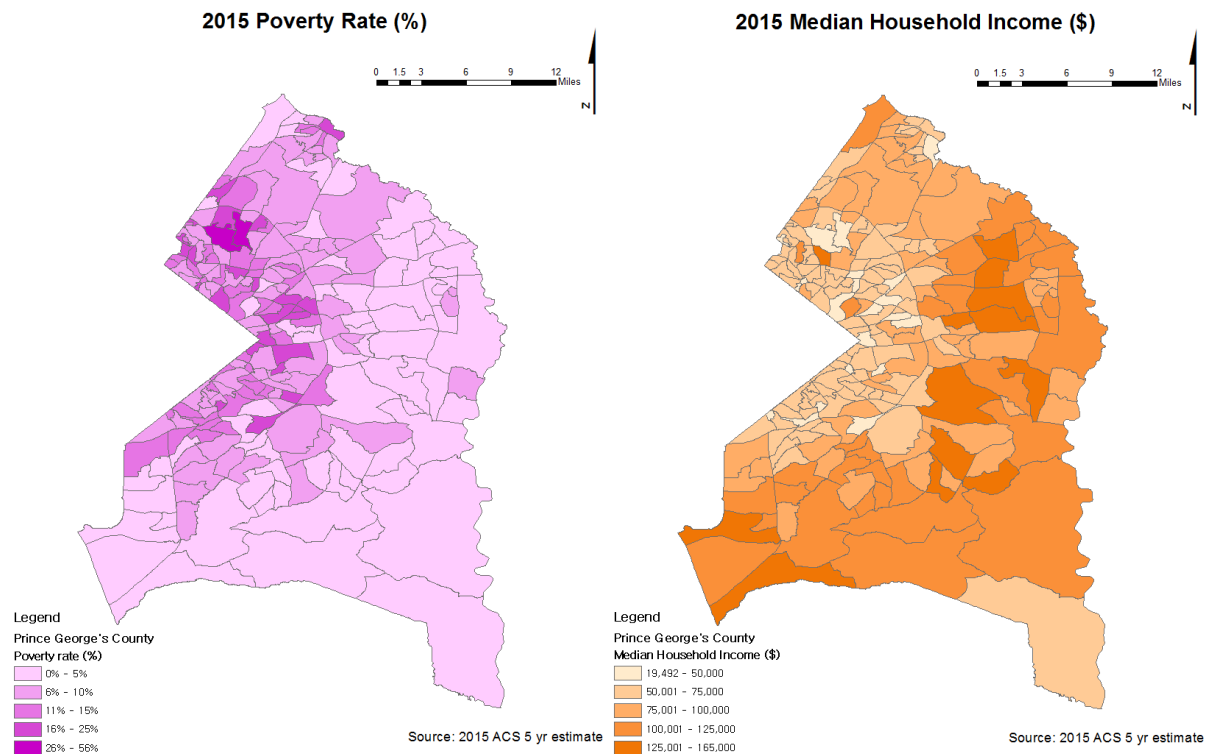 2015 Poverty Rate (%)
0 1.5 3 6 9 12
Miles
N
Legend
Prince George's County
Poverty rate (%)
0% - 5%
6% - 10%
11% - 15%
16% - 25%
26% - 56%
Source: 2015 ACS 5 yr estimate
2015 Median Household Income ($)
0 1.5 3 6 9 12
Miles
N
Legend
Prince George's County
Median Household Income ($)
19,492 - 50,000
50,001 - 75,000
75,001 - 100,000
100,001 - 125,000
125,001 - 165,000
Source: 2015 ACS 5 yr estimate